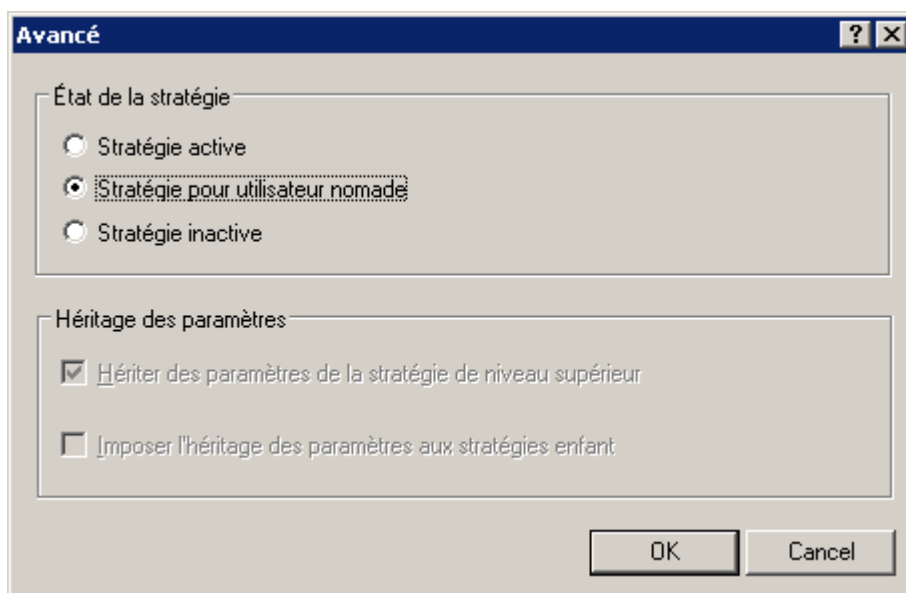 Avancé
État de la stratégie
Stratégie active
Stratégie pour utilisateur nomade
Stratégie inactive
Héritage des paramètres
Hériter des paramètres de la stratégie de niveau supérieur
Imposer l'héritage des paramètres aux stratégies enfant
OK Cancel